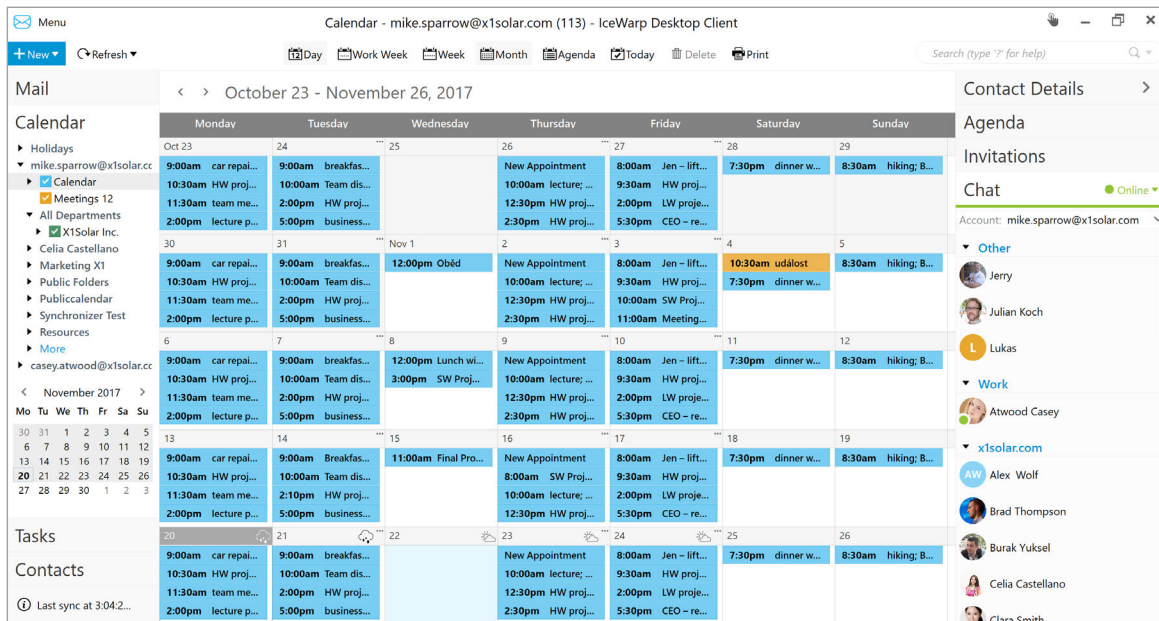 Menu
Calendar - mike.sparrow@x1solar.com (113) - IceWarp Desktop Client
+ New
Refresh
12 Day
Work Week
Week
Month
Agenda
Today
Delete
Print
Search (type '?' for help)
Mail
Calendar
Holidays
mike.sparrow@x1solar.cc
Calendar
Meetings 12
All Departments
X1Solar Inc.
Celia Castellano
Marketing X1
Public Folders
Publiccalendar
Synchronizer Test
Resources
More
casey.atwood@x1solar.cc
November 2017
Mo Tu We Th Fr Sa Su
30 31 1 2 3 4 5
6 7 8 9 10 11 12
13 14 15 16 17 18 19
20 21 22 23 24 25 26
27 28 29 30 1 2 3
Tasks
Contacts
Last sync at 3:04:2...
October 23 - November 26, 2017
Monday Tuesday Wednesday Thursday Friday Saturday Sunday
Oct 23 24 ... 25 26 ... 27 28 29
9:00am car repai... 9:00am breakfas... New Appointment 8:00am Jen – lift... 7:30pm dinner w... 8:30am hiking; B...
10:30am HW proj... 10:00am Team dis... 10:00am lecture; ... 9:30am HW proj...
11:30am team me... 2:00pm HW proj... 12:30pm HW proj... 2:00pm LW proje...
2:00pm lecture p... 5:00pm business... 2:30pm HW proj... 5:30pm CEO – re...
30 31 ... Nov 1 2 ... 3 ... 4 5
9:00am car repai... 9:00am breakfas... 12:00pm Oběd New Appointment 8:00am Jen – lift... 10:30am událost 8:30am hiking; B...
10:30am HW proj... 10:00am Team dis... 10:00am lecture; ... 9:30am HW proj... 7:30pm dinner w...
11:30am team me... 2:00pm HW proj... 12:30pm HW proj... 10:00am SW Proj...
2:00pm lecture p... 5:00pm business... 2:30pm HW proj... 11:00am Meeting...
6 7 ... 8 9 ... 10 11 12
9:00am car repai... 9:00am breakfas... 12:00pm Lunch wi... New Appointment 8:00am Jen – lift... 7:30pm dinner w... 8:30am hiking; B...
10:30am HW proj... 10:00am Team dis... 3:00pm SW Proj... 10:00am lecture; ... 9:30am HW proj...
11:30am team me... 2:00pm HW proj... 12:30pm HW proj... 2:00pm LW proje...
2:00pm lecture p... 5:00pm business... 2:30pm HW proj... 5:30pm CEO – re...
13 14 ... 15 16 ... 17 18 19
9:00am car repai... 9:00am Breakfas... 11:00am Final Pro... New Appointment 8:00am Jen – lift... 7:30pm dinner w... 8:30am hiking; B...
10:30am HW proj... 10:00am Team dis... 8:00am SW Proj... 9:30am HW proj...
11:30am team me... 2:10pm HW proj... 10:00am lecture; ... 2:00pm LW proje...
2:00pm lecture p... 5:00pm business... 12:30pm HW proj... 5:30pm CEO – re...
20 21 ... 22 23 ... 24 ... 25 26
9:00am car repai... 9:00am breakfas... New Appointment 8:00am Jen – lift... 7:30pm dinner w... 8:30am hiking; B...
10:30am HW proj... 10:00am Team dis... 10:00am lecture; ... 9:30am HW proj...
11:30am team me... 2:00pm HW proj... 12:30pm HW proj... 2:00pm LW proje...
2:00pm lecture p... 5:00pm business... 2:30pm HW proj... 5:30pm CEO – re...
Contact Details
Agenda
Invitations
Chat
Online
Account: mike.sparrow@x1solar.com
Other
Jerry
Julian Koch
L Lukas
Work
Atwood Casey
x1solar.com
AW Alex Wolf
Brad Thompson
Burak Yuksel
Celia Castellano
Clara Smith